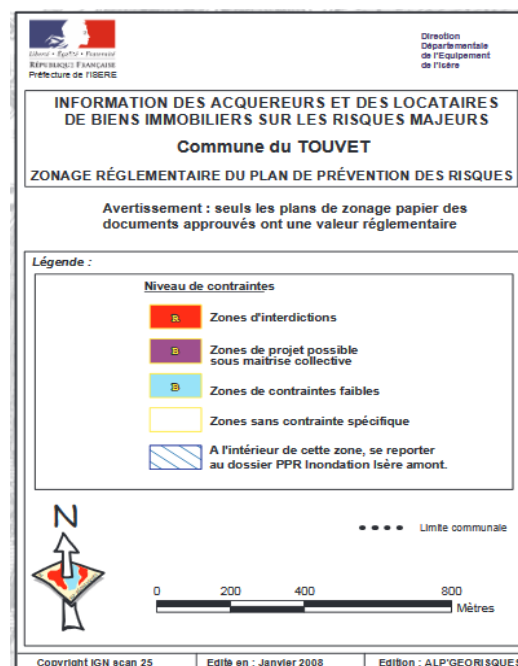 Liberté • Égalité • Fraternité
RÉPUBLIQUE FRANÇAISE
Préfecture de l'ISERE
Direction
Départementale
de l'Equipement
de l'Isère
INFORMATION DES ACQUEREURS ET DES LOCATAIRES
DE BIENS IMMOBILIERS SUR LES RISQUES MAJEURS
Commune du TOUVET
ZONAGE RÉGLEMENTAIRE DU PLAN DE PRÉVENTION DES RISQUES
Avertissement : seuls les plans de zonage papier des
documents approuvés ont une valeur réglementaire
Légende :
Niveau de contraintes
R Zones d'interdictions
B Zones de projet possible
sous maitrise collective
B Zones de contraintes faibles
Zones sans contrainte spécifique
A l'intérieur de cette zone, se reporter
au dossier PPR Inondation Isère amont.
N
Limite communale
0 200 400 800
Mètres
Copyright IGN scan 25 Edité en : Janvier 2008 Edition : ALP'GEORISQUES